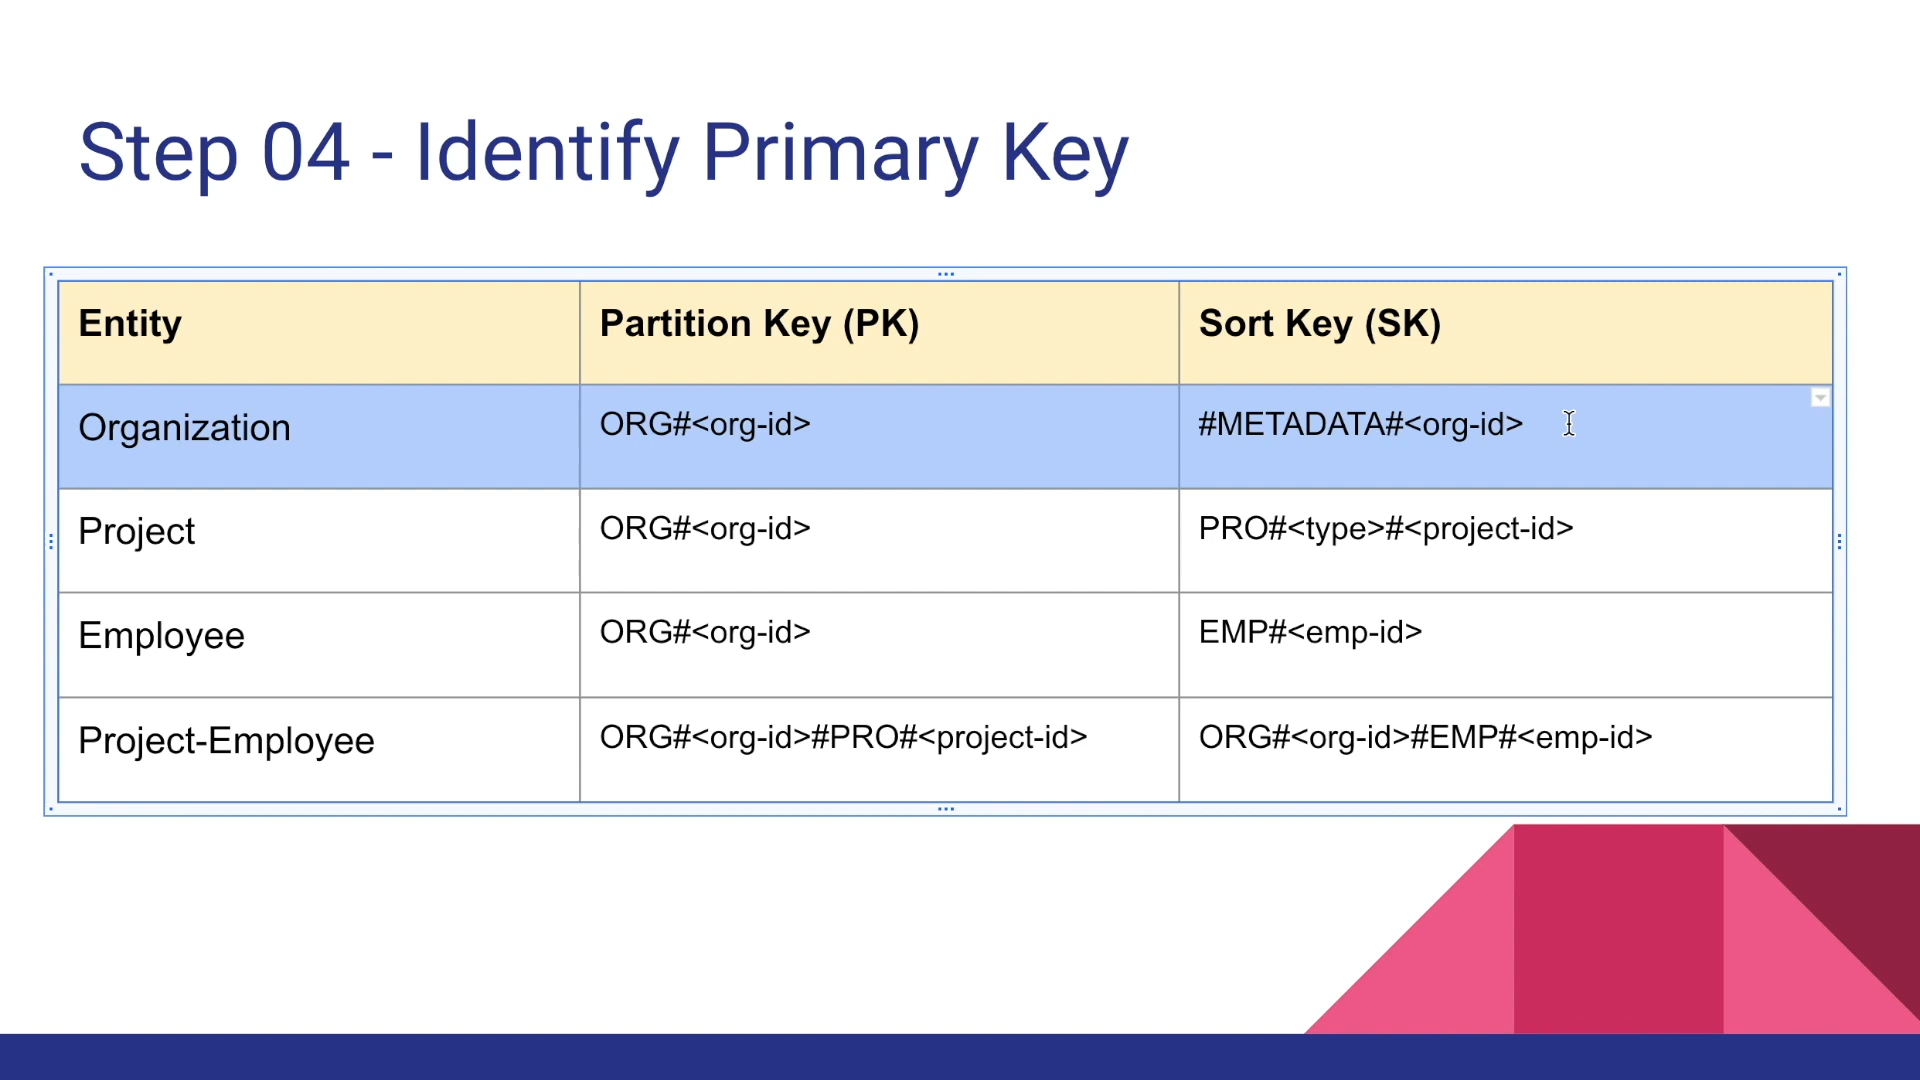 Step 04 - Identify Primary Key
Entity Partition Key (PK) Sort Key (SK)
Organization ORG#<org-id> #METADATA#<org-id>
Project ORG#<org-id> PRO#<type>#<project-id>
Employee ORG#<org-id> EMP#<emp-id>
Project-Employee ORG#<org-id>#PRO#<project-id> ORG#<org-id>#EMP#<emp-id>